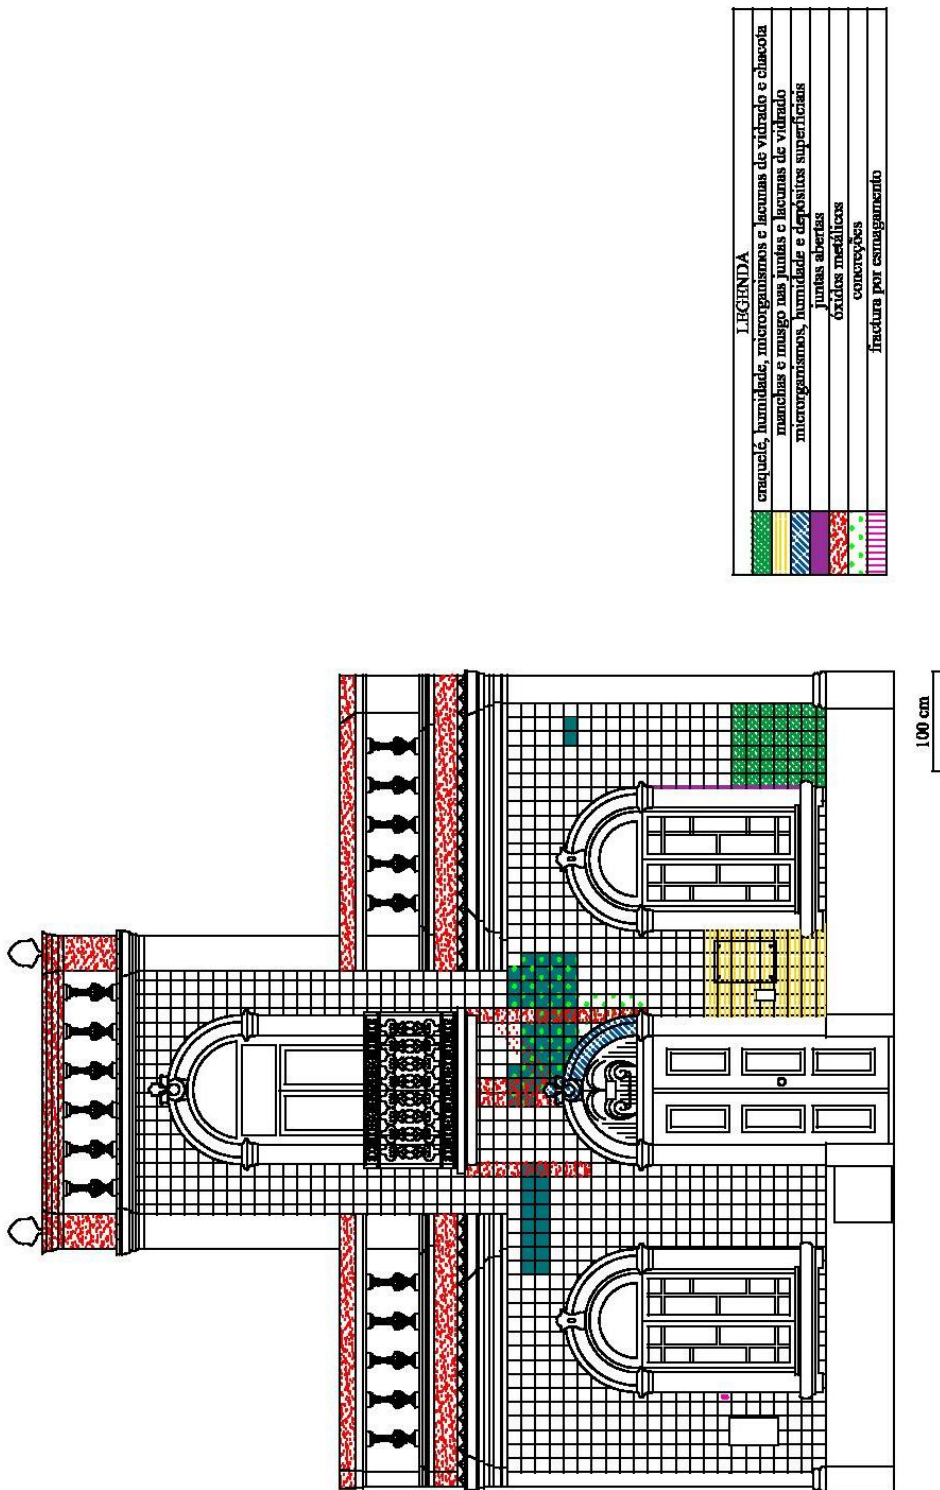 LEGENDA
craquelé, humidade, microrganismos e lacunas de vidrado e chacota
manchas e musgo nas juntas e lacunas de vidrado
microrganismos, humidade e depósitos superficiais
juntas abertas
óxidos metálicos
concreções
fractura por esmagamento
100 cm